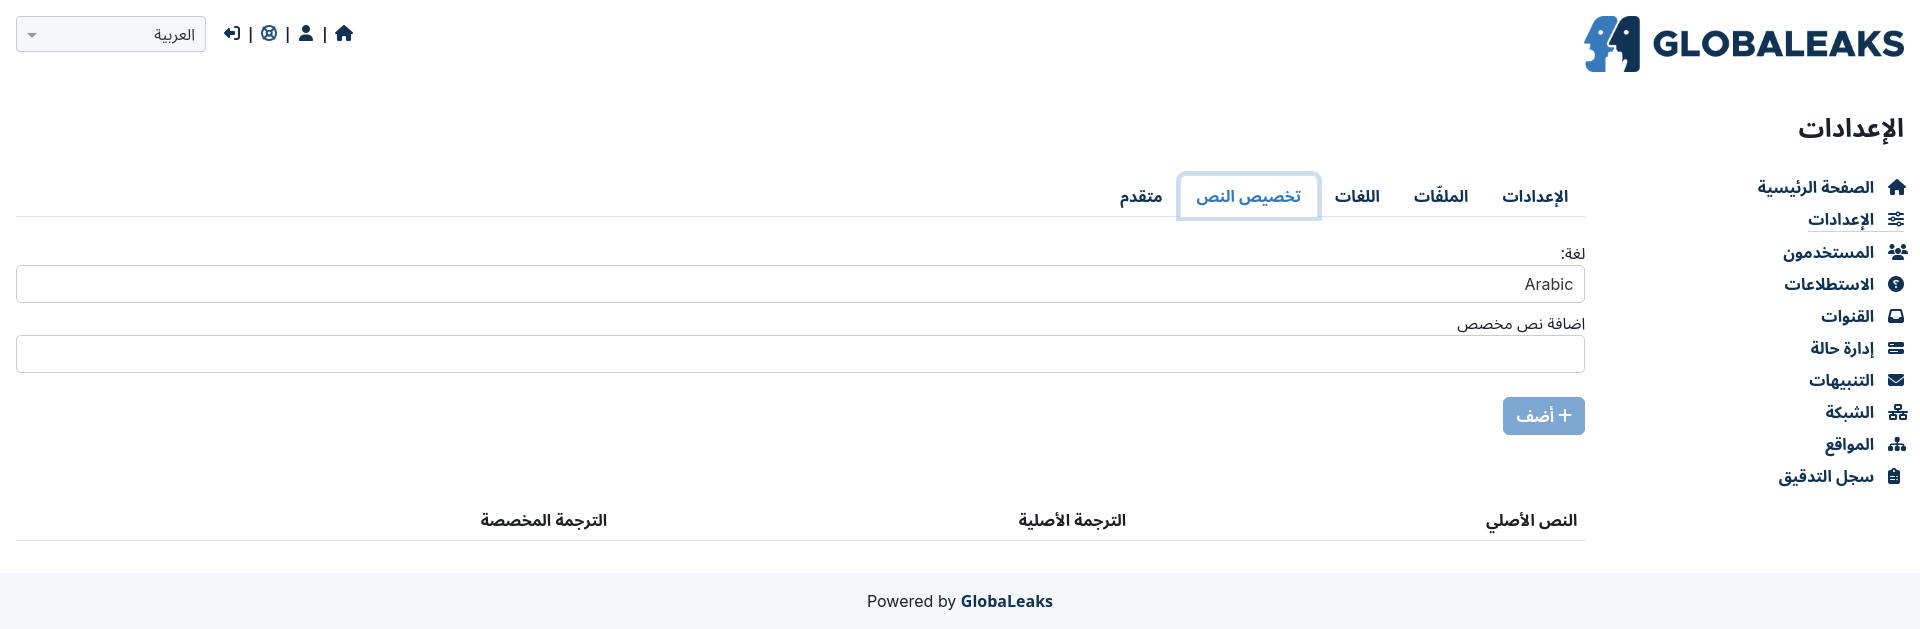 GLOBALEAKS
العربية
الإعدادات
الصفحة الرئيسية
الإعدادات
المستخدمون
الاستطلاعات
القنوات
إدارة حالة
التنبيهات
الشبكة
المواقع
سجل التدقيق
الإعدادات الملفّات اللغات تخصيص النص متقدم
لغة:
Arabic
اضافة نص مخصص
أضف
النص الأصلي الترجمة الأصلية الترجمة المخصصة
Powered by GlobaLeaks